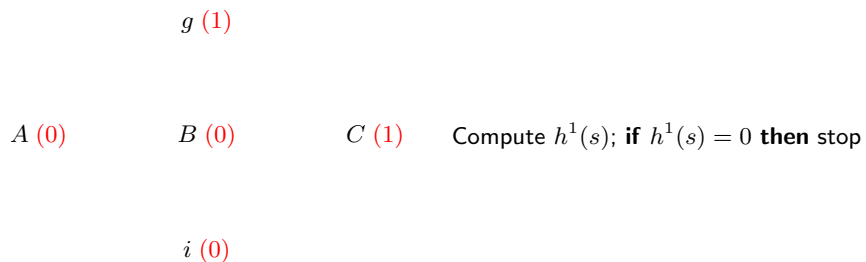 g (1)
A (0) B (0) C (1) Compute h¹(s); if h¹(s) = 0 then stop
i (0)